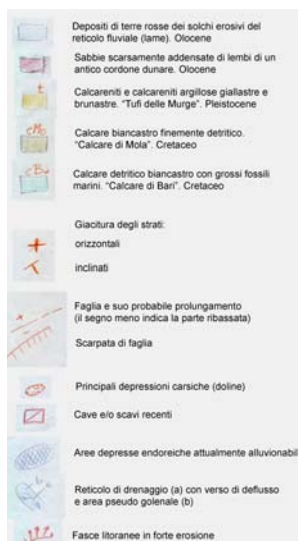 Depositi di terre rosse dei solchi erosivi del
reticolo fluviale (lame). Olocene
Sabbie scarsamente addensate di lembi di un
antico cordone dunare. Olocene
t
Calcareniti e calcareniti argillose giallastre e
brunastre. "Tufi delle Murge". Pleistocene
cMo
Calcare biancastro finemente detritico.
"Calcare di Mola". Cretaceo
cBa
Calcare detritico biancastro con grossi fossili
marini. "Calcare di Bari". Cretaceo
Giacitura degli strati:
orizzontali
inclinati
Faglia e suo probabile prolungamento
(il segno meno indica la parte ribassata)
Scarpata di faglia
Principali depressioni carsiche (doline)
Cave e/o scavi recenti
Aree depresse endoreiche attualmente alluvionabil
Reticolo di drenaggio (a) con verso di deflusso
e area pseudo golenale (b)
Fasce litoranee in forte erosione